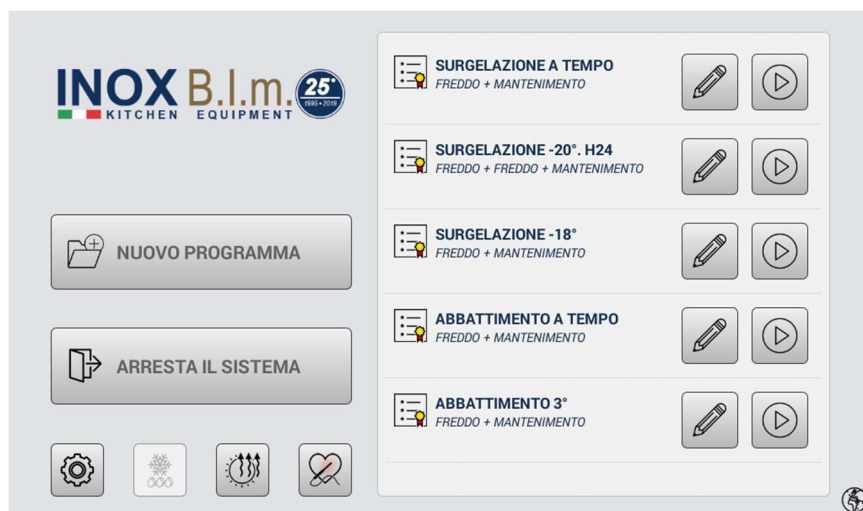 INOX B.I.m.
25°
1995 • 2019
KITCHEN EQUIPMENT
NUOVO PROGRAMMA
ARRESTA IL SISTEMA
SURGELAZIONE A TEMPO
FREDDO + MANTENIMENTO
SURGELAZIONE -20°. H24
FREDDO + FREDDO + MANTENIMENTO
SURGELAZIONE -18°
FREDDO + MANTENIMENTO
ABBATTIMENTO A TEMPO
FREDDO + MANTENIMENTO
ABBATTIMENTO 3°
FREDDO + MANTENIMENTO